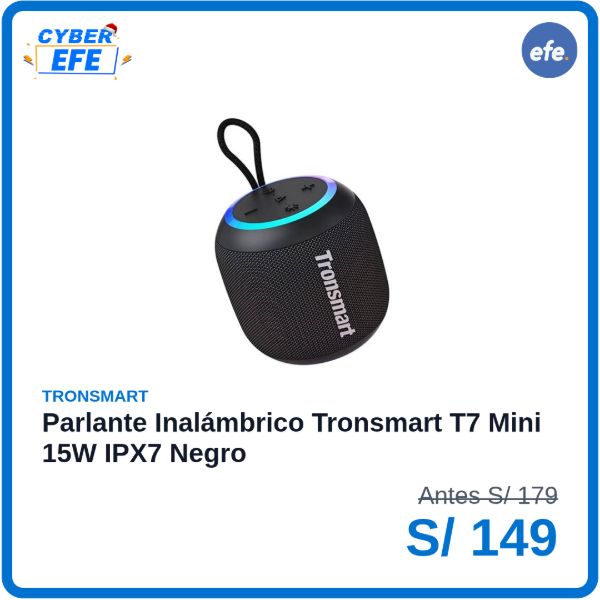 CYBER
EFE
efe.
Tronsmart
TRONSMART
Parlante Inalámbrico Tronsmart T7 Mini
15W IPX7 Negro
Antes S/ 179
S/ 149